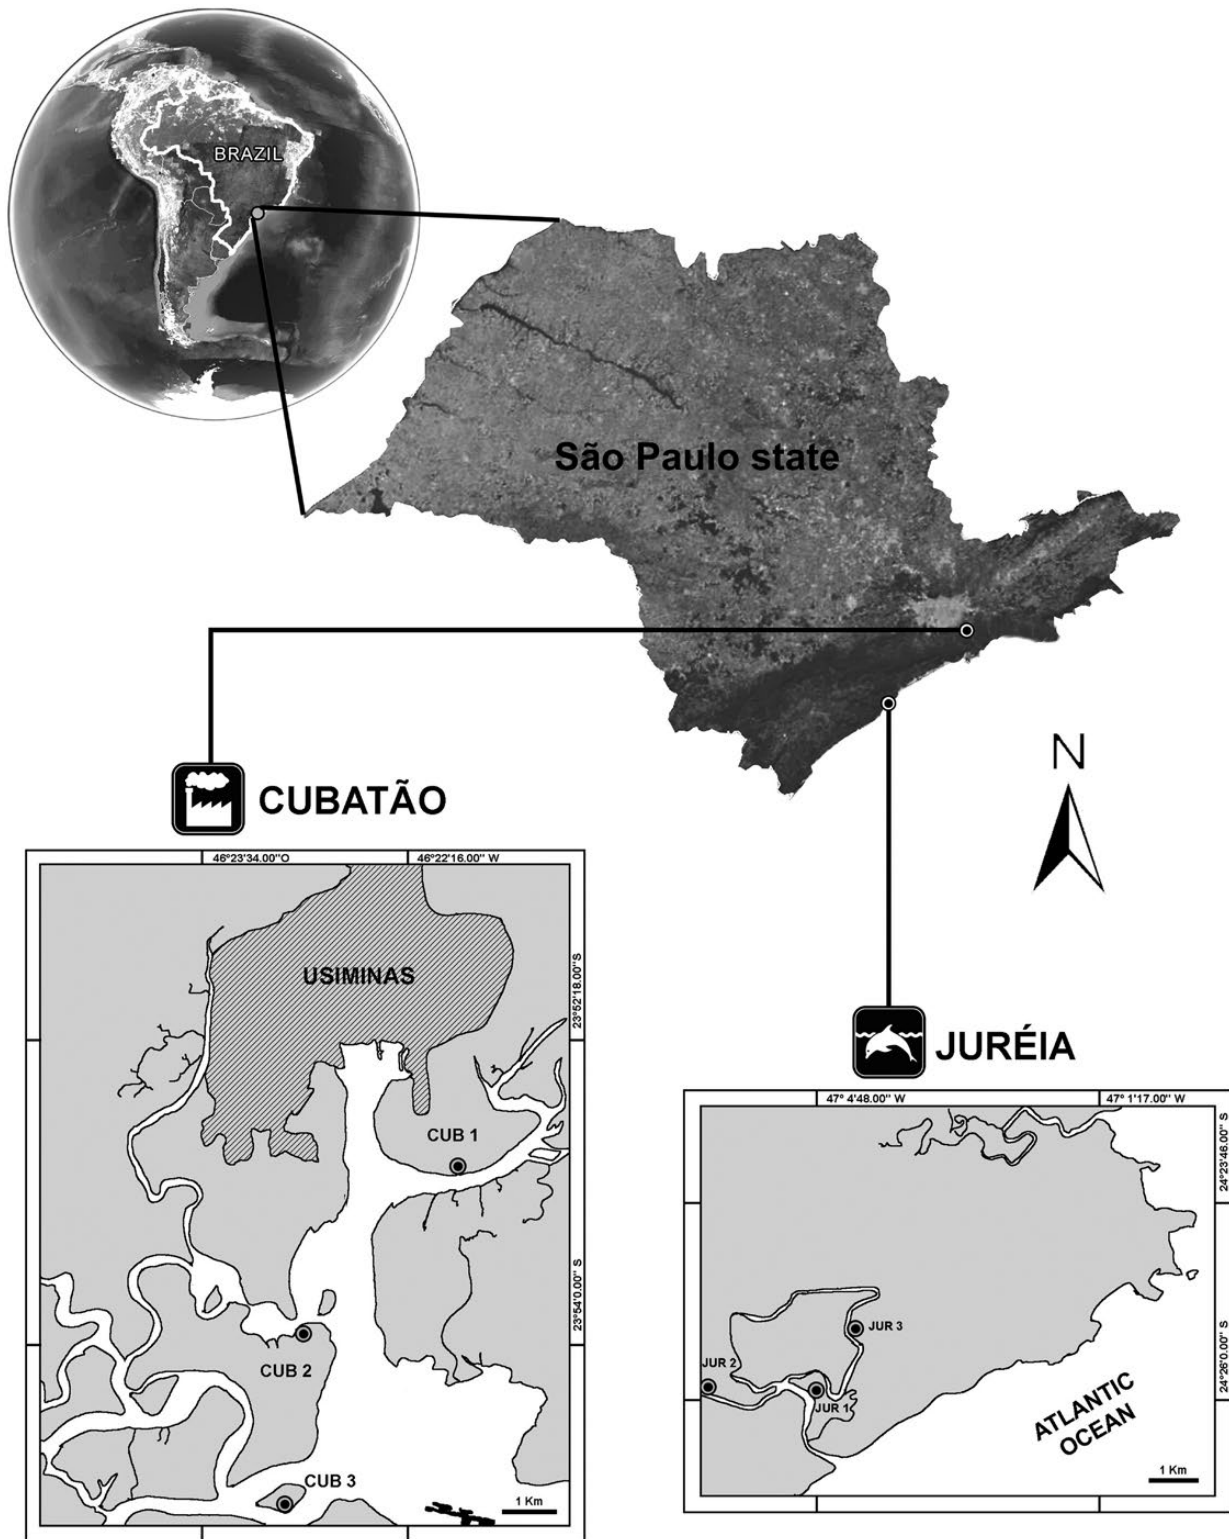 BRAZIL
São Paulo state
N
CUBATÃO
46°23'34.00"O
46°22'16.00" W
USIMINAS
23°52'18.00" S
CUB 1
23°54'0.00" S
CUB 2
CUB 3
1 Km
JURÉIA
47° 4'48.00" W
47° 1'17.00" W
24°23'46.00" S
JUR 3
JUR 2
24°26'0.00" S
JUR 1
ATLANTIC
OCEAN
1 Km